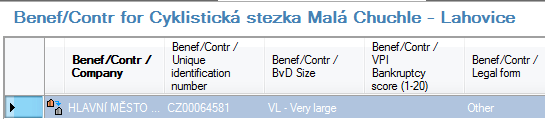 Benef/Contr for Cyklistická stezka Malá Chuchle - Lahovice
Benef/Contr / Company
Benef/Contr / Unique identification number
Benef/Contr / BvD Size
Benef/Contr / VPI Bankruptcy score (1-20)
Benef/Contr / Legal form
HLAVNÍ MĚSTO ... CZ00064581 VL - Very large Other